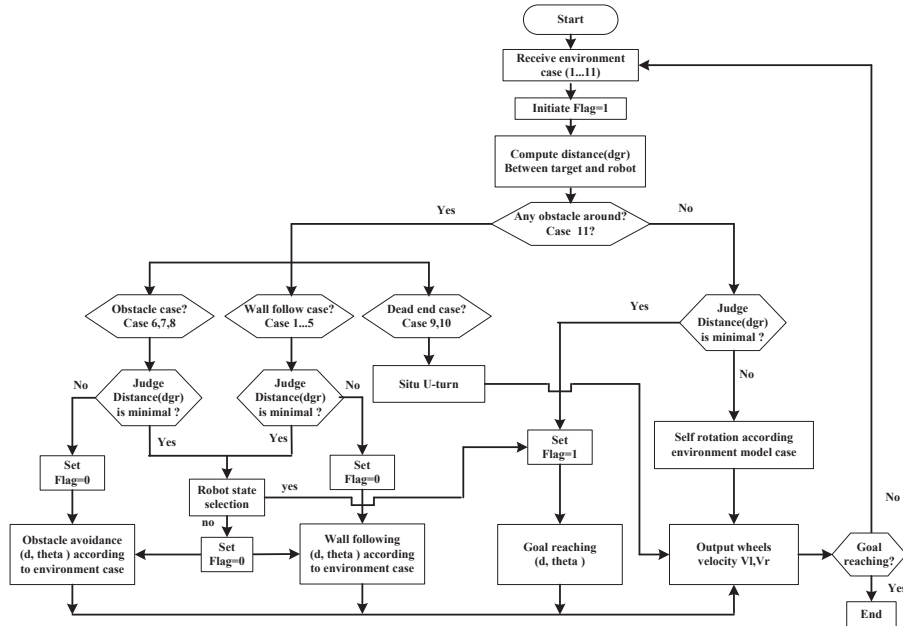 Start
Receive environment
case (1...11)
Initiate Flag=1
Compute distance(dgr)
Between target and robot
Any obstacle around?
Case 11?
Yes
No
Obstacle case?
Case 6,7,8
Wall follow case?
Case 1...5
Dead end case?
Case 9,10
Judge
Distance(dgr)
is minimal ?
Yes
No
Judge
Distance(dgr)
is minimal ?
No
Yes
Judge
Distance(dgr)
is minimal ?
Yes
No
Situ U-turn
Set
Flag=0
Robot state
selection
yes
no
Set
Flag=0
Set
Flag=1
Self rotation according
environment model case
Obstacle avoidance
(d, theta ) according
to environment case
Set
Flag=0
Wall following
(d, theta ) according
to environment case
Goal reaching
(d, theta )
Output wheels
velocity Vl,Vr
Goal
reaching?
No
Yes
End